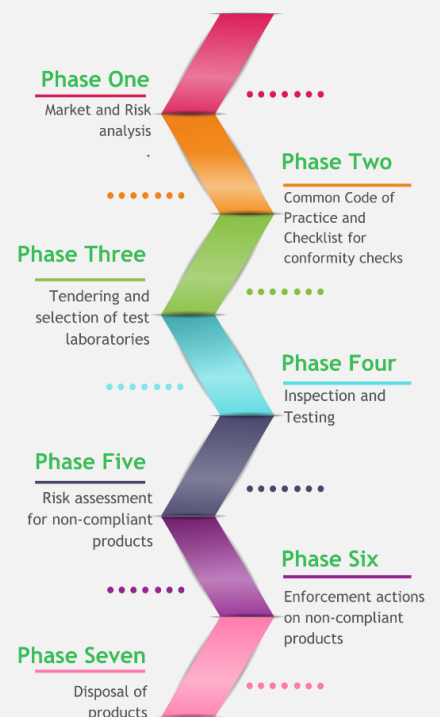 Phase One
Market and Risk
analysis
.
Phase Two
Common Code of
Practice and
Checklist for
conformity checks
Phase Three
Tendering and
selection of test
laboratories
Phase Four
Inspection and
Testing
Phase Five
Risk assessment
for non-compliant
products
Phase Six
Enforcement actions
on non-compliant
products
Phase Seven
Disposal of
products